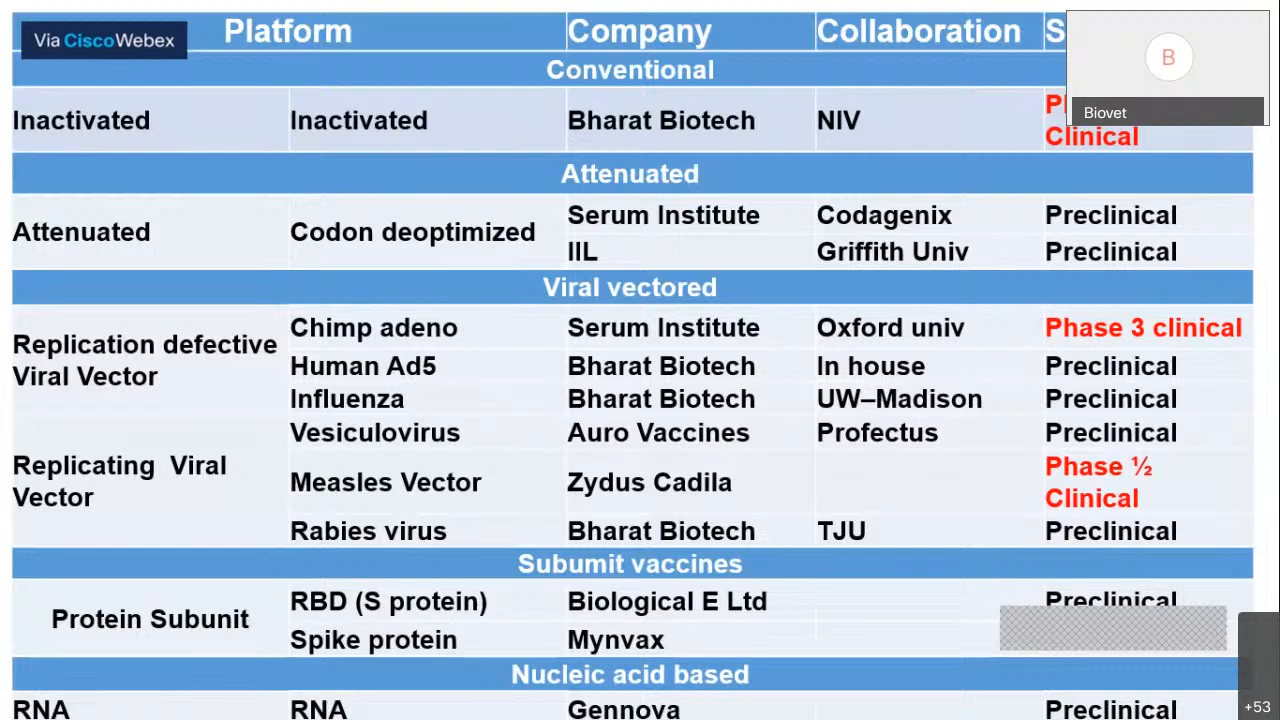 Via Cisco Webex
Platform Company Collaboration
B
Biovet
Conventional
Inactivated Inactivated Bharat Biotech NIV
Clinical
Attenuated
Attenuated Codon deoptimized
Serum Institute Codagenix Preclinical
IIL Griffith Univ Preclinical
Viral vectored
Replication defective
Viral Vector
Chimp adeno Serum Institute Oxford univ Phase 3 clinical
Human Ad5 Bharat Biotech In house Preclinical
Influenza Bharat Biotech UW–Madison Preclinical
Vesiculovirus Auro Vaccines Profectus Preclinical
Replicating Viral
Vector
Measles Vector Zydus Cadila Phase ½
Clinical
Rabies virus Bharat Biotech TJU Preclinical
Subumit vaccines
Protein Subunit
RBD (S protein) Biological E Ltd Preclinical
Spike protein Mynvax
Nucleic acid based
RNA RNA Gennova Preclinical
+53